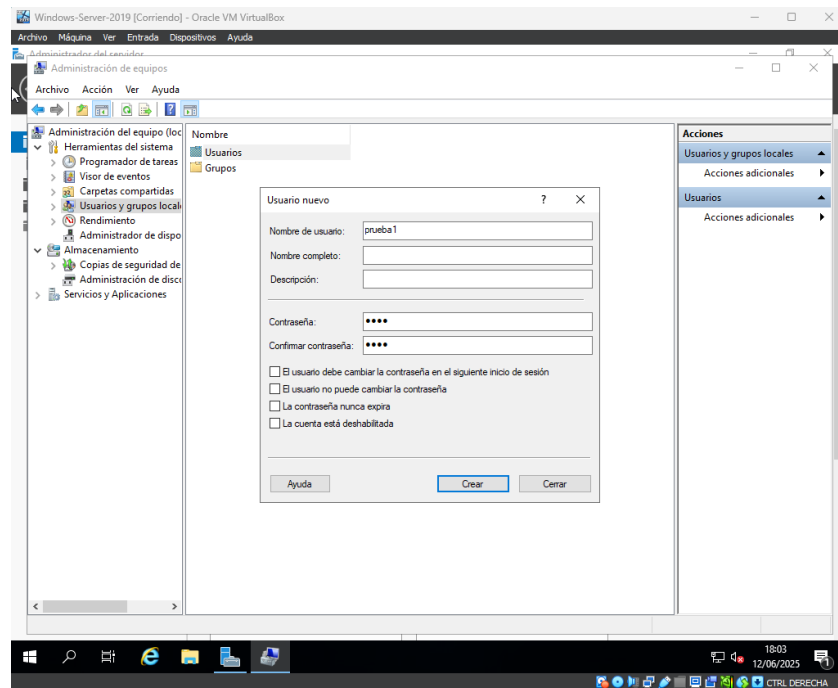 Windows-Server-2019 [Corriendo] - Oracle VM VirtualBox
Archivo Máquina Ver Entrada Dispositivos Ayuda
Administrador del servidor
Administración de equipos
Archivo Acción Ver Ayuda
Administración del equipo (loc
Herramientas del sistema
Programador de tareas
Visor de eventos
Carpetas compartidas
Usuarios y grupos local
Rendimiento
Administrador de dispo
Almacenamiento
Copias de seguridad de
Administración de disco
Servicios y Aplicaciones
Nombre
Usuarios
Grupos
Usuario nuevo ?
Nombre de usuario: prueba1
Nombre completo:
Descripción:
Contraseña: ••••
Confirmar contraseña: ••••
El usuario debe cambiar la contraseña en el siguiente inicio de sesión
El usuario no puede cambiar la contraseña
La contraseña nunca expira
La cuenta está deshabilitada
Ayuda Crear Cerrar
Acciones
Usuarios y grupos locales
Acciones adicionales
Usuarios
Acciones adicionales
18:03
12/06/2025
1
CTRL DERECHA